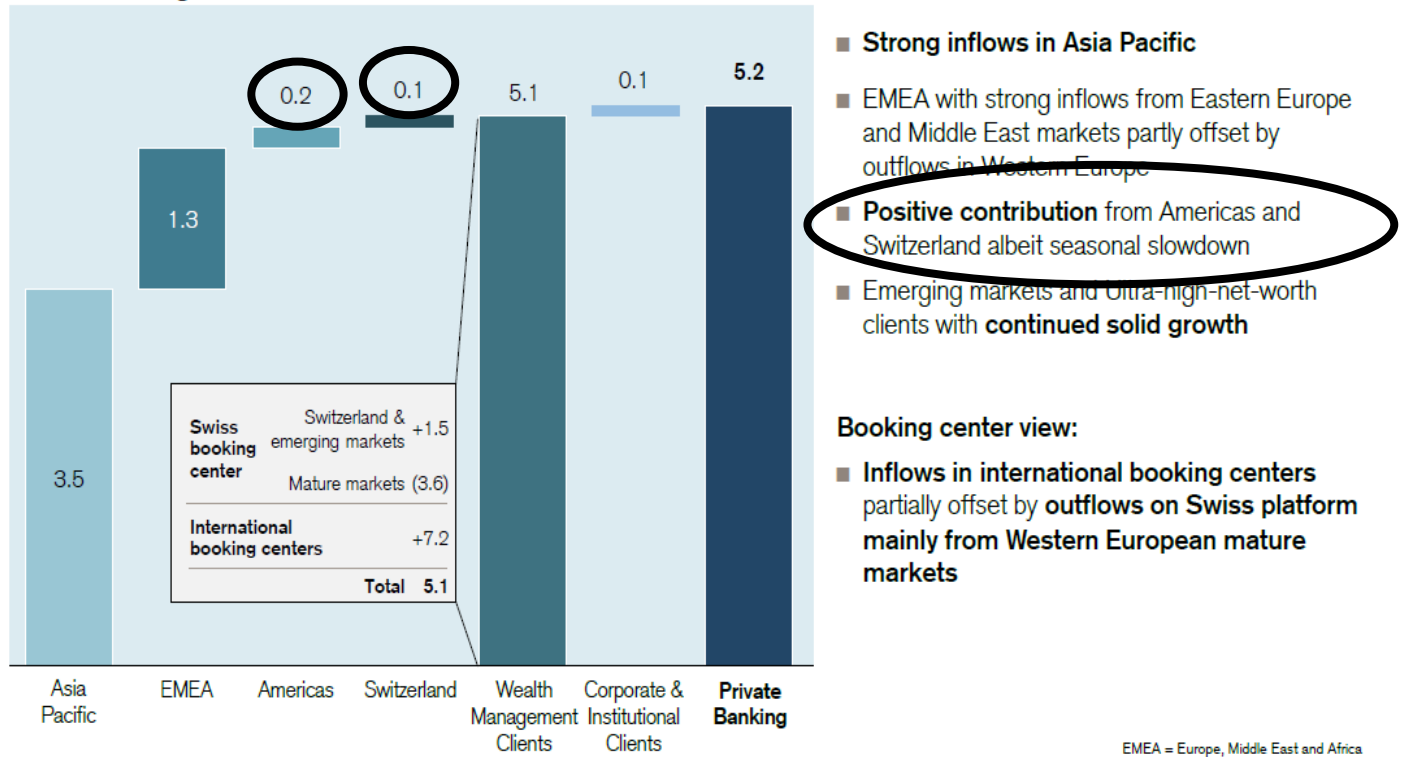 0.2
0.1
5.1
0.1
5.2
1.3
3.5
Swiss
booking
center
Switzerland &
emerging markets
+1.5
Mature markets (3.6)
International
booking centers
+7.2
Total 5.1
Asia
Pacific
EMEA
Americas
Switzerland
Wealth
Management
Clients
Corporate &
Institutional
Clients
Private
Banking
■ Strong inflows in Asia Pacific
■ EMEA with strong inflows from Eastern Europe
and Middle East markets partly offset by
outflows in Western Europe
■ Positive contribution from Americas and
Switzerland albeit seasonal slowdown
■ Emerging markets and Ultra-high-net-worth
clients with continued solid growth
Booking center view:
■ Inflows in international booking centers
partially offset by outflows on Swiss platform
mainly from Western European mature
markets
EMEA = Europe, Middle East and Africa